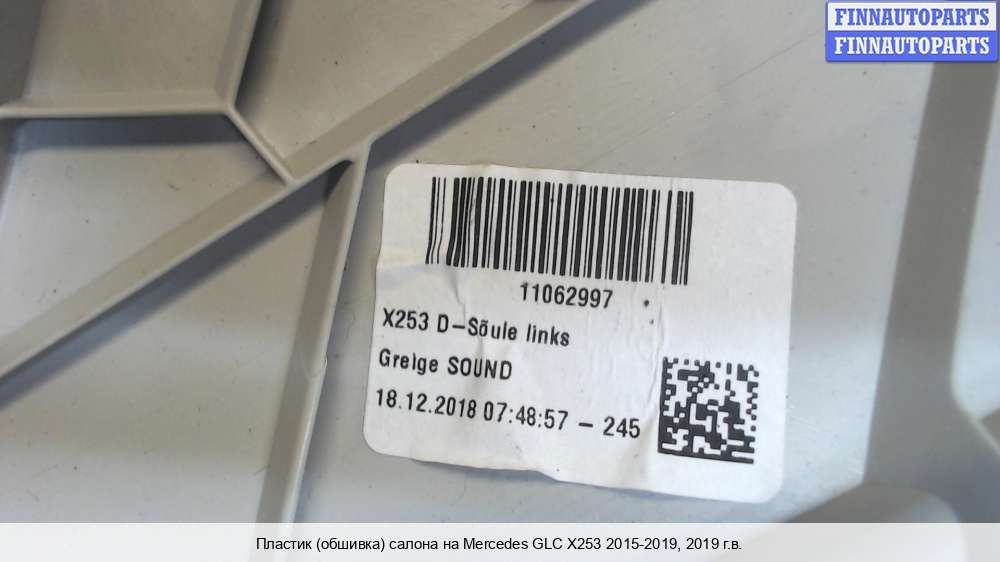 FINNAUTOPARTS
FINNAUTOPARTS
11062997
X253 D-Sõule links
Greige SOUND
18.12.2018 07:48:57 - 245
Пластик (обшивка) салона на Mercedes GLC X253 2015-2019, 2019 г.в.